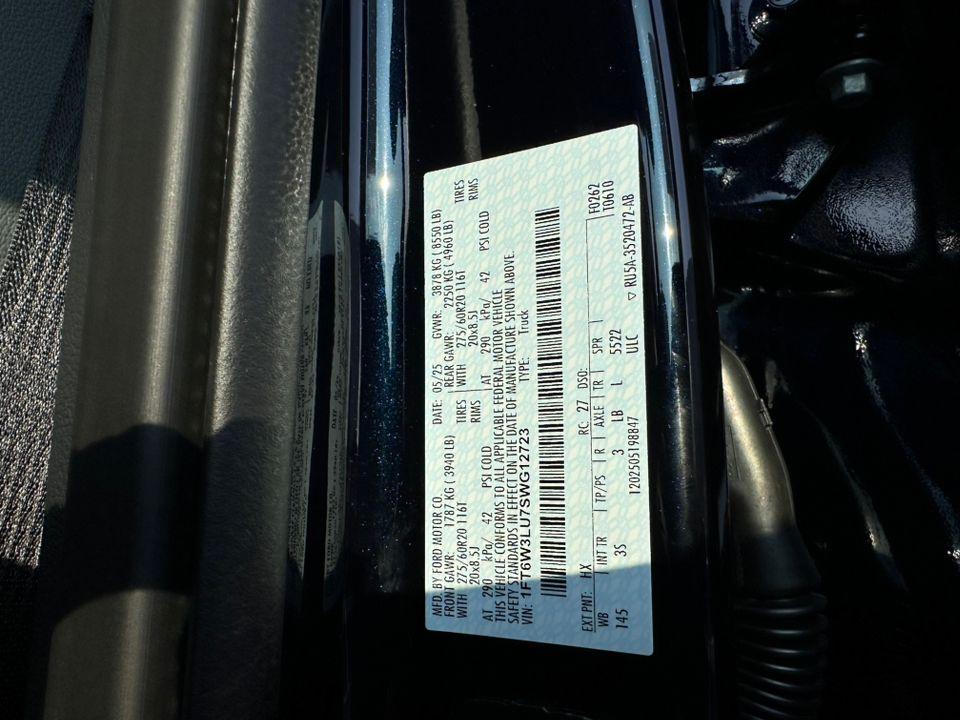 MFD. BY FORD MOTOR CO. DATE: 05/25 GVWR: 3878 KG ( 8550 LB)
FRONT GAWR: 1787 KG ( 3940 LB) REAR GAWR: 2250 KG ( 4960 LB)
WITH 275/60R20 116T TIRES WITH 275/60R20 116T TIRES
20x8.5J RIMS 20x8.5J RIMS
AT 290 kPa/ 42 PSI COLD AT 290 kPa/ 42 PSI COLD
THIS VEHICLE CONFORMS TO ALL APPLICABLE FEDERAL MOTOR VEHICLE
SAFETY STANDARDS IN EFFECT ON THE DATE OF MANUFACTURE SHOWN ABOVE.
VIN: 1FT6W3LU7SWG12723 TYPE: Truck
F0262
T0610
EXT PNT: HX RC: 27 DSO:
WB INT TR TP/PS R AXLE TR SPR
145 3S 3 LB L 5522
ULC
120250519BB47 ▽ RU5A-3520472-AB